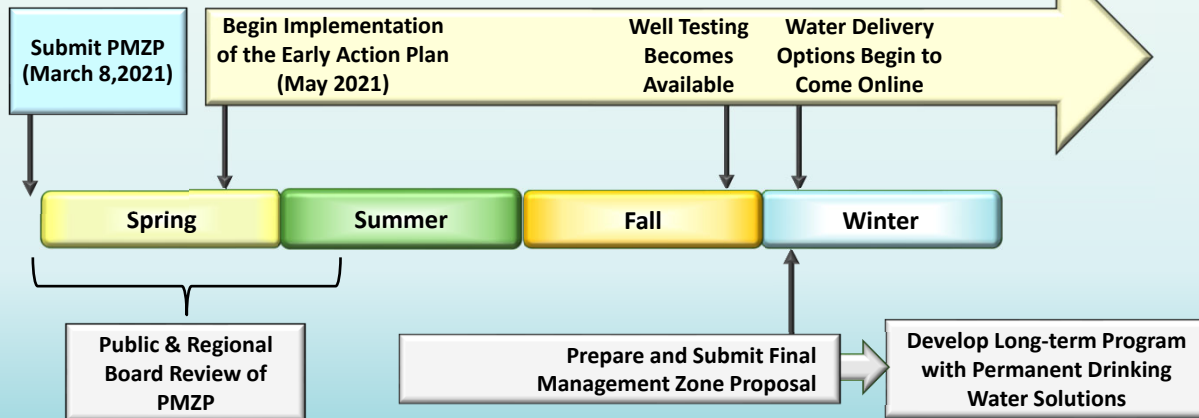 Submit PMZP
(March 8,2021)
Begin Implementation
of the Early Action Plan
(May 2021)
Well Testing
Becomes
Available
Water Delivery
Options Begin to
Come Online
Spring
Summer
Fall
Winter
Public & Regional
Board Review of
PMZP
Prepare and Submit Final
Management Zone Proposal
Develop Long-term Program
with Permanent Drinking
Water Solutions